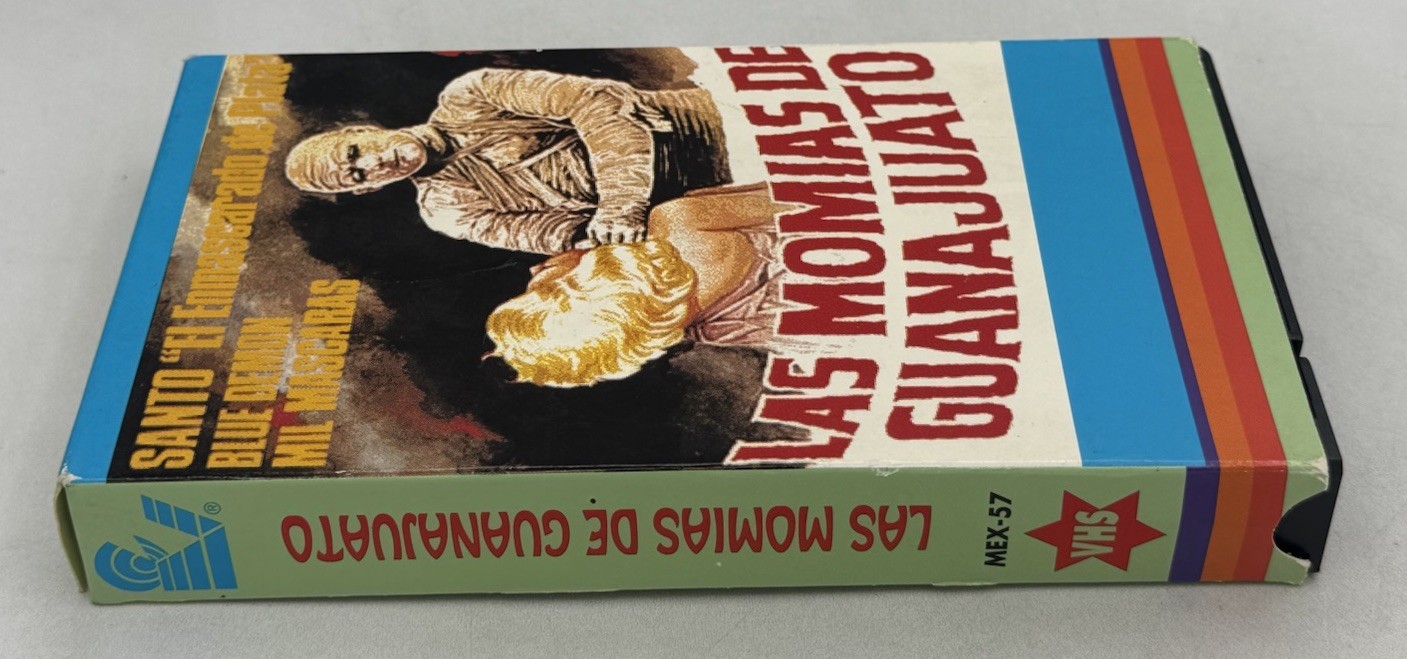 SANTO "El Enmascarado de Plata"
BLUE DEMON
MIL MASCARAS
LAS MOMIAS DE
GUANAJUATO
®
LAS MOMIAS DE GUANAJUATO
MEX-57
VHS